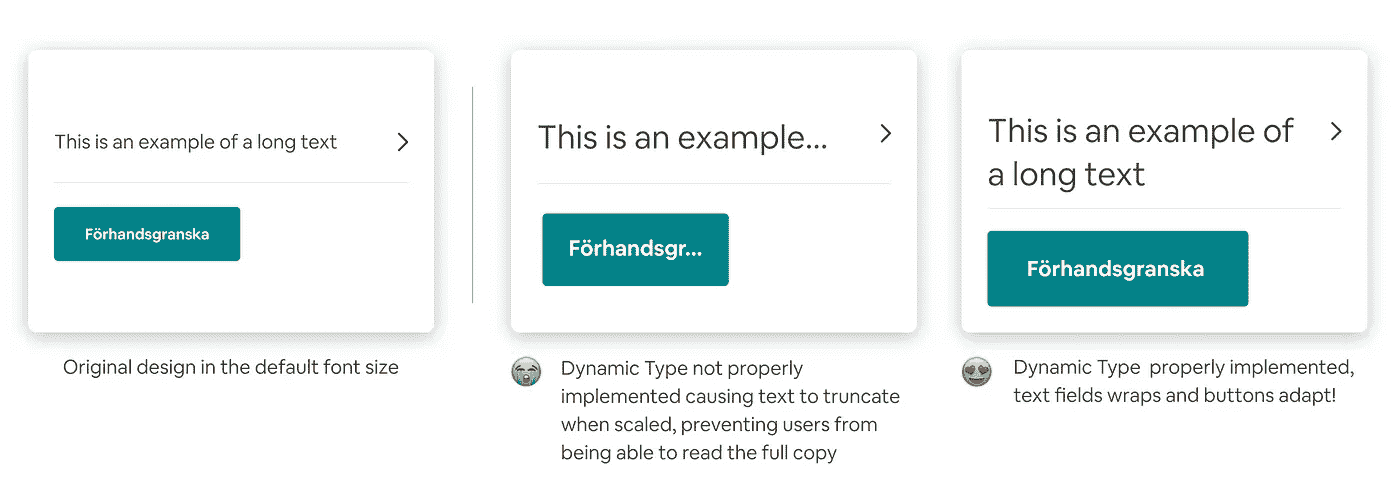 This is an example of a long text
Förhandsgranska
Original design in the default font size
This is an example...
Förhandsgr...
Dynamic Type not properly
implemented causing text to truncate
when scaled, preventing users from
being able to read the full copy
This is an example of
a long text
Förhandsgranska
Dynamic Type properly implemented,
text fields wraps and buttons adapt!